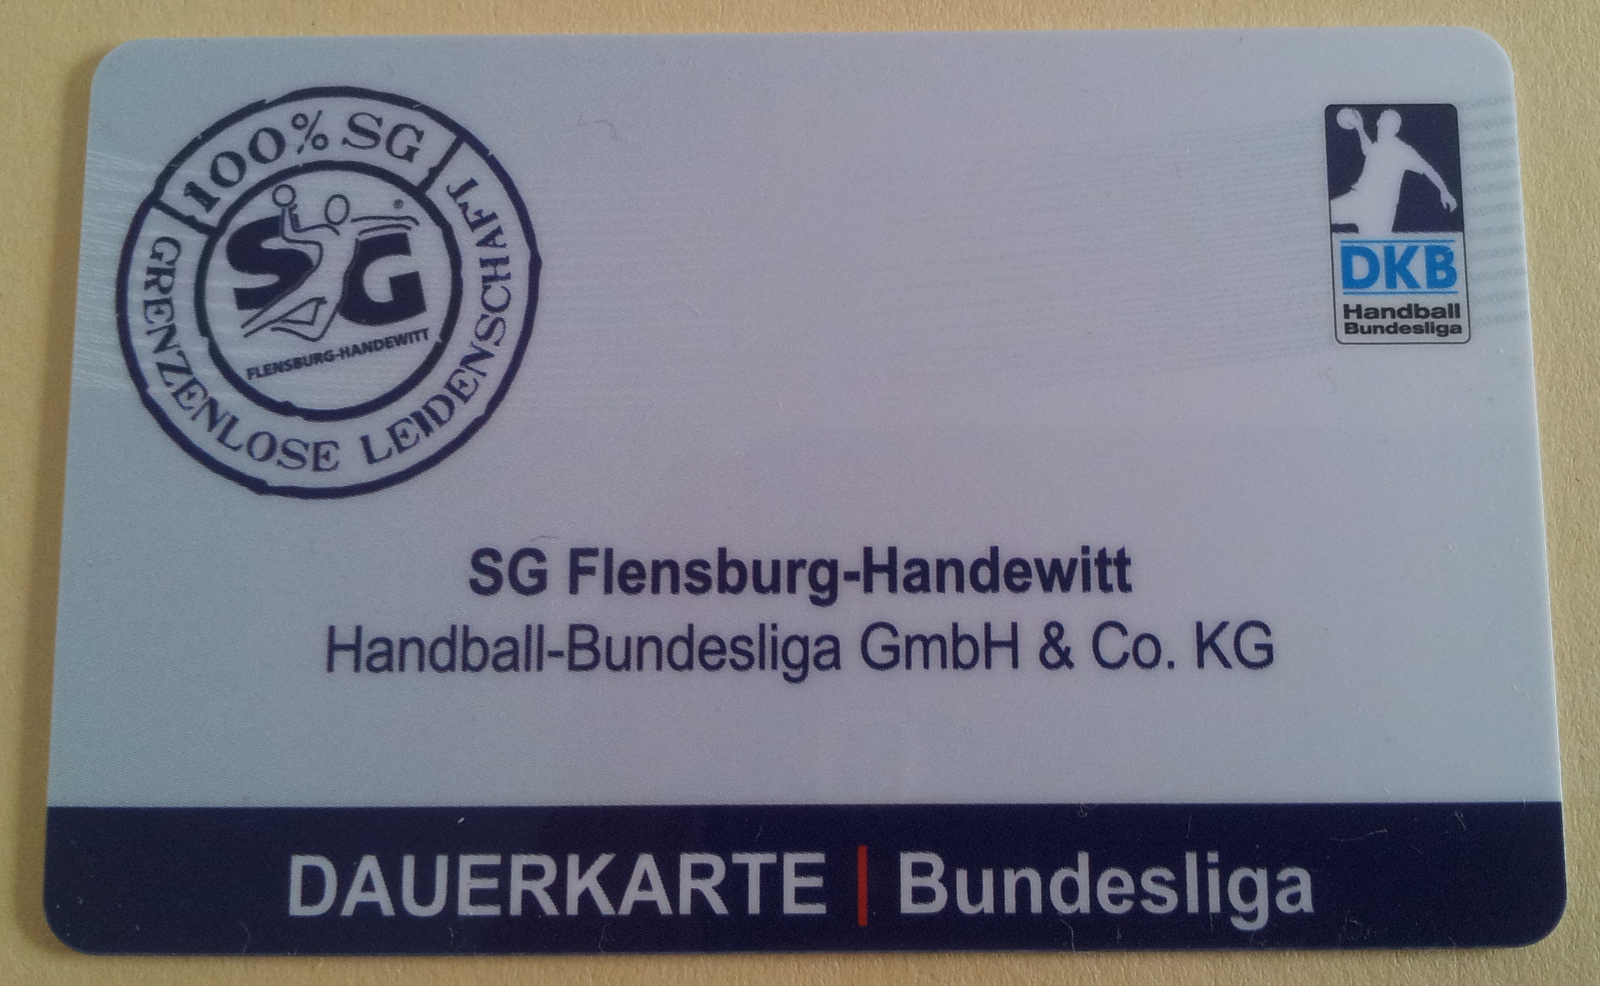 100% SG
GRENZENLOSE LEIDENSCHAFT
SG
®
FLENSBURG-HANDEWITT
DKB
Handball
Bundesliga
SG Flensburg-Handewitt
Handball-Bundesliga GmbH & Co. KG
DAUERKARTE | Bundesliga